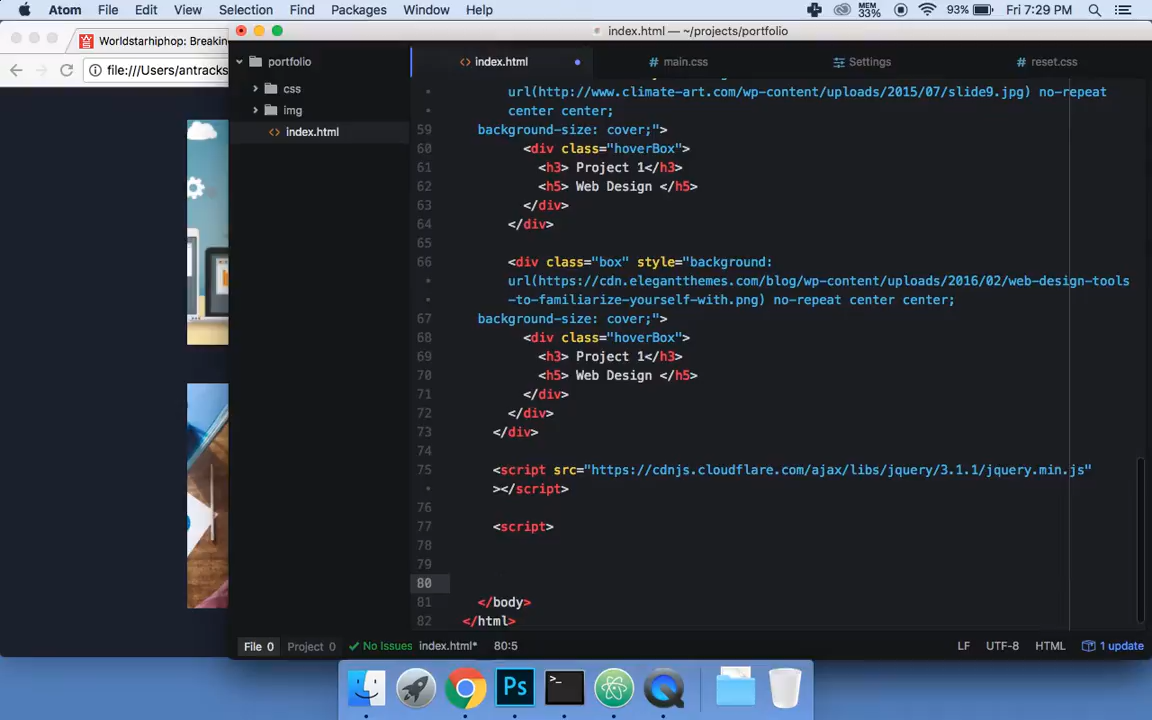 Atom File Edit View Selection Find Packages Window Help MEM 33% 93% Fri 7:29 PM
Worldstarhiphop: Breakin
index.html — ~/projects/portfolio
file:///Users/antracks
portfolio
css
img
index.html
index.html main.css Settings reset.css
url(http://www.climate-art.com/wp-content/uploads/2015/07/slide9.jpg) no-repeat
center center;
59 background-size: cover;">
60 <div class="hoverBox">
61 <h3> Project 1</h3>
62 <h5> Web Design </h5>
63 </div>
64 </div>
65
66 <div class="box" style="background:
url(https://cdn.elegantthemes.com/blog/wp-content/uploads/2016/02/web-design-tools
-to-familiarize-yourself-with.png) no-repeat center center;
67 background-size: cover;">
68 <div class="hoverBox">
69 <h3> Project 1</h3>
70 <h5> Web Design </h5>
71 </div>
72 </div>
73 </div>
74
75 <script src="https://cdnjs.cloudflare.com/ajax/libs/jquery/3.1.1/jquery.min.js"
></script>
76
77 <script>
78
79
80
81 </body>
82 </html>
File 0 Project 0 No Issues index.html* 80:5 LF UTF-8 HTML 1 update
Ps